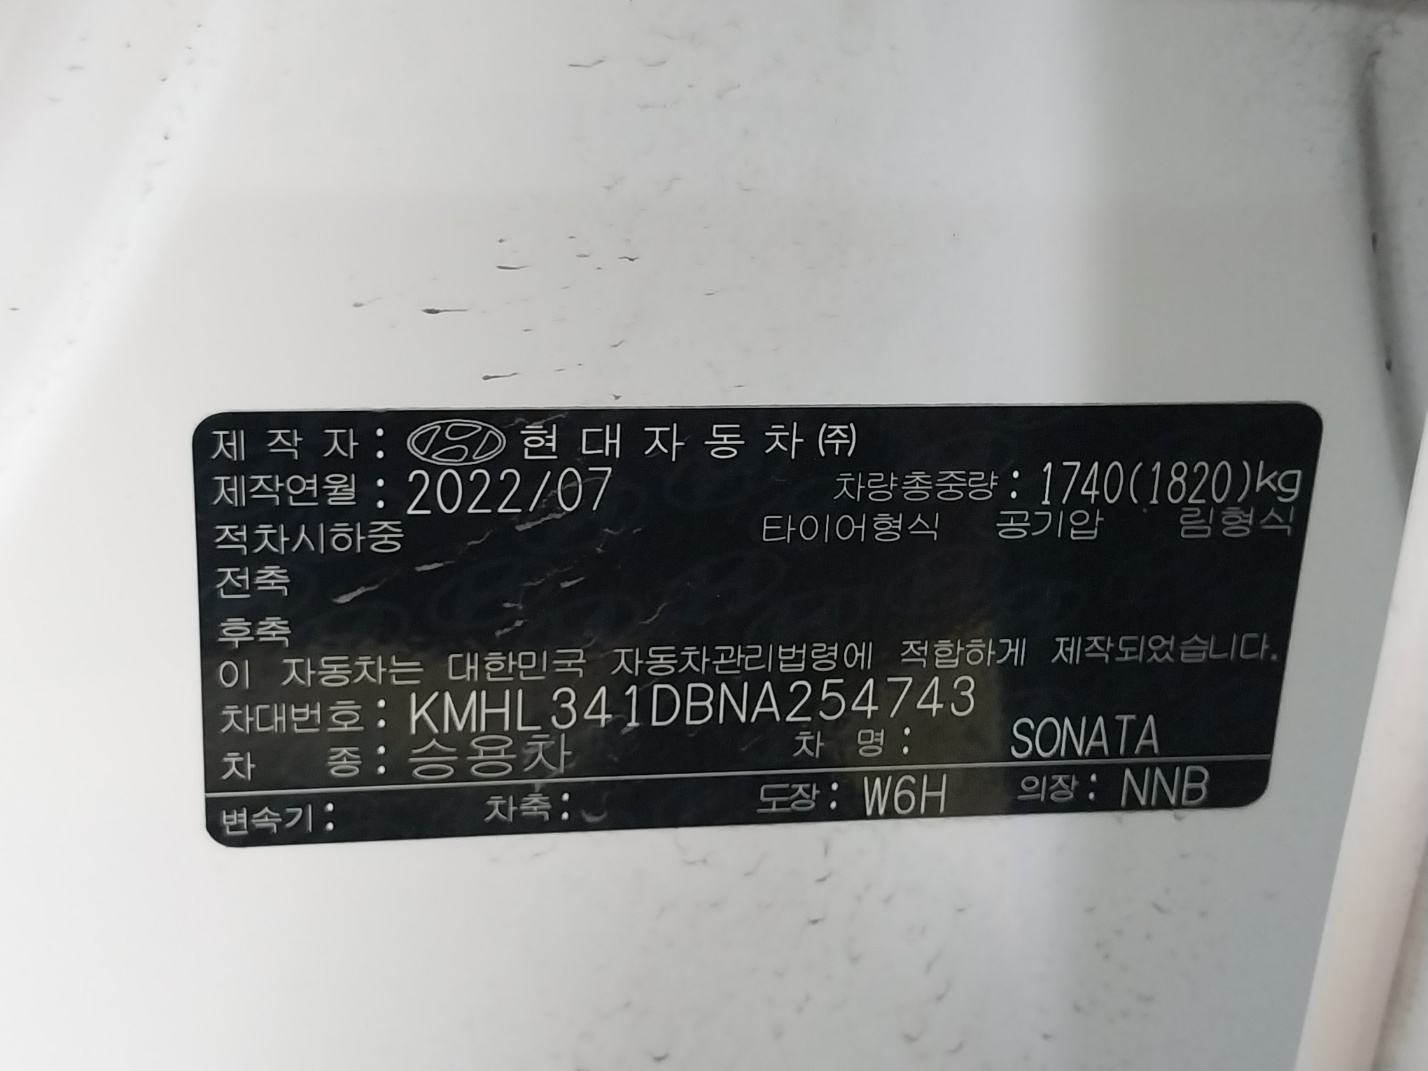 제 작 자 : 현 대 자 동 차 ㈜
제작연월 : 2022/07 차량총중량 : 1740(1820)kg
적차시하중 타이어형식 공기압 림형식
전축
후축
이 자동차는 대한민국 자동차관리법령에 적합하게 제작되었습니다.
차대번호 : KMHL341DBNA254743
차 종 : 승용차 차 명 : SONATA
변속기 : 차축 : 도장 : W6H 의장 : NNB